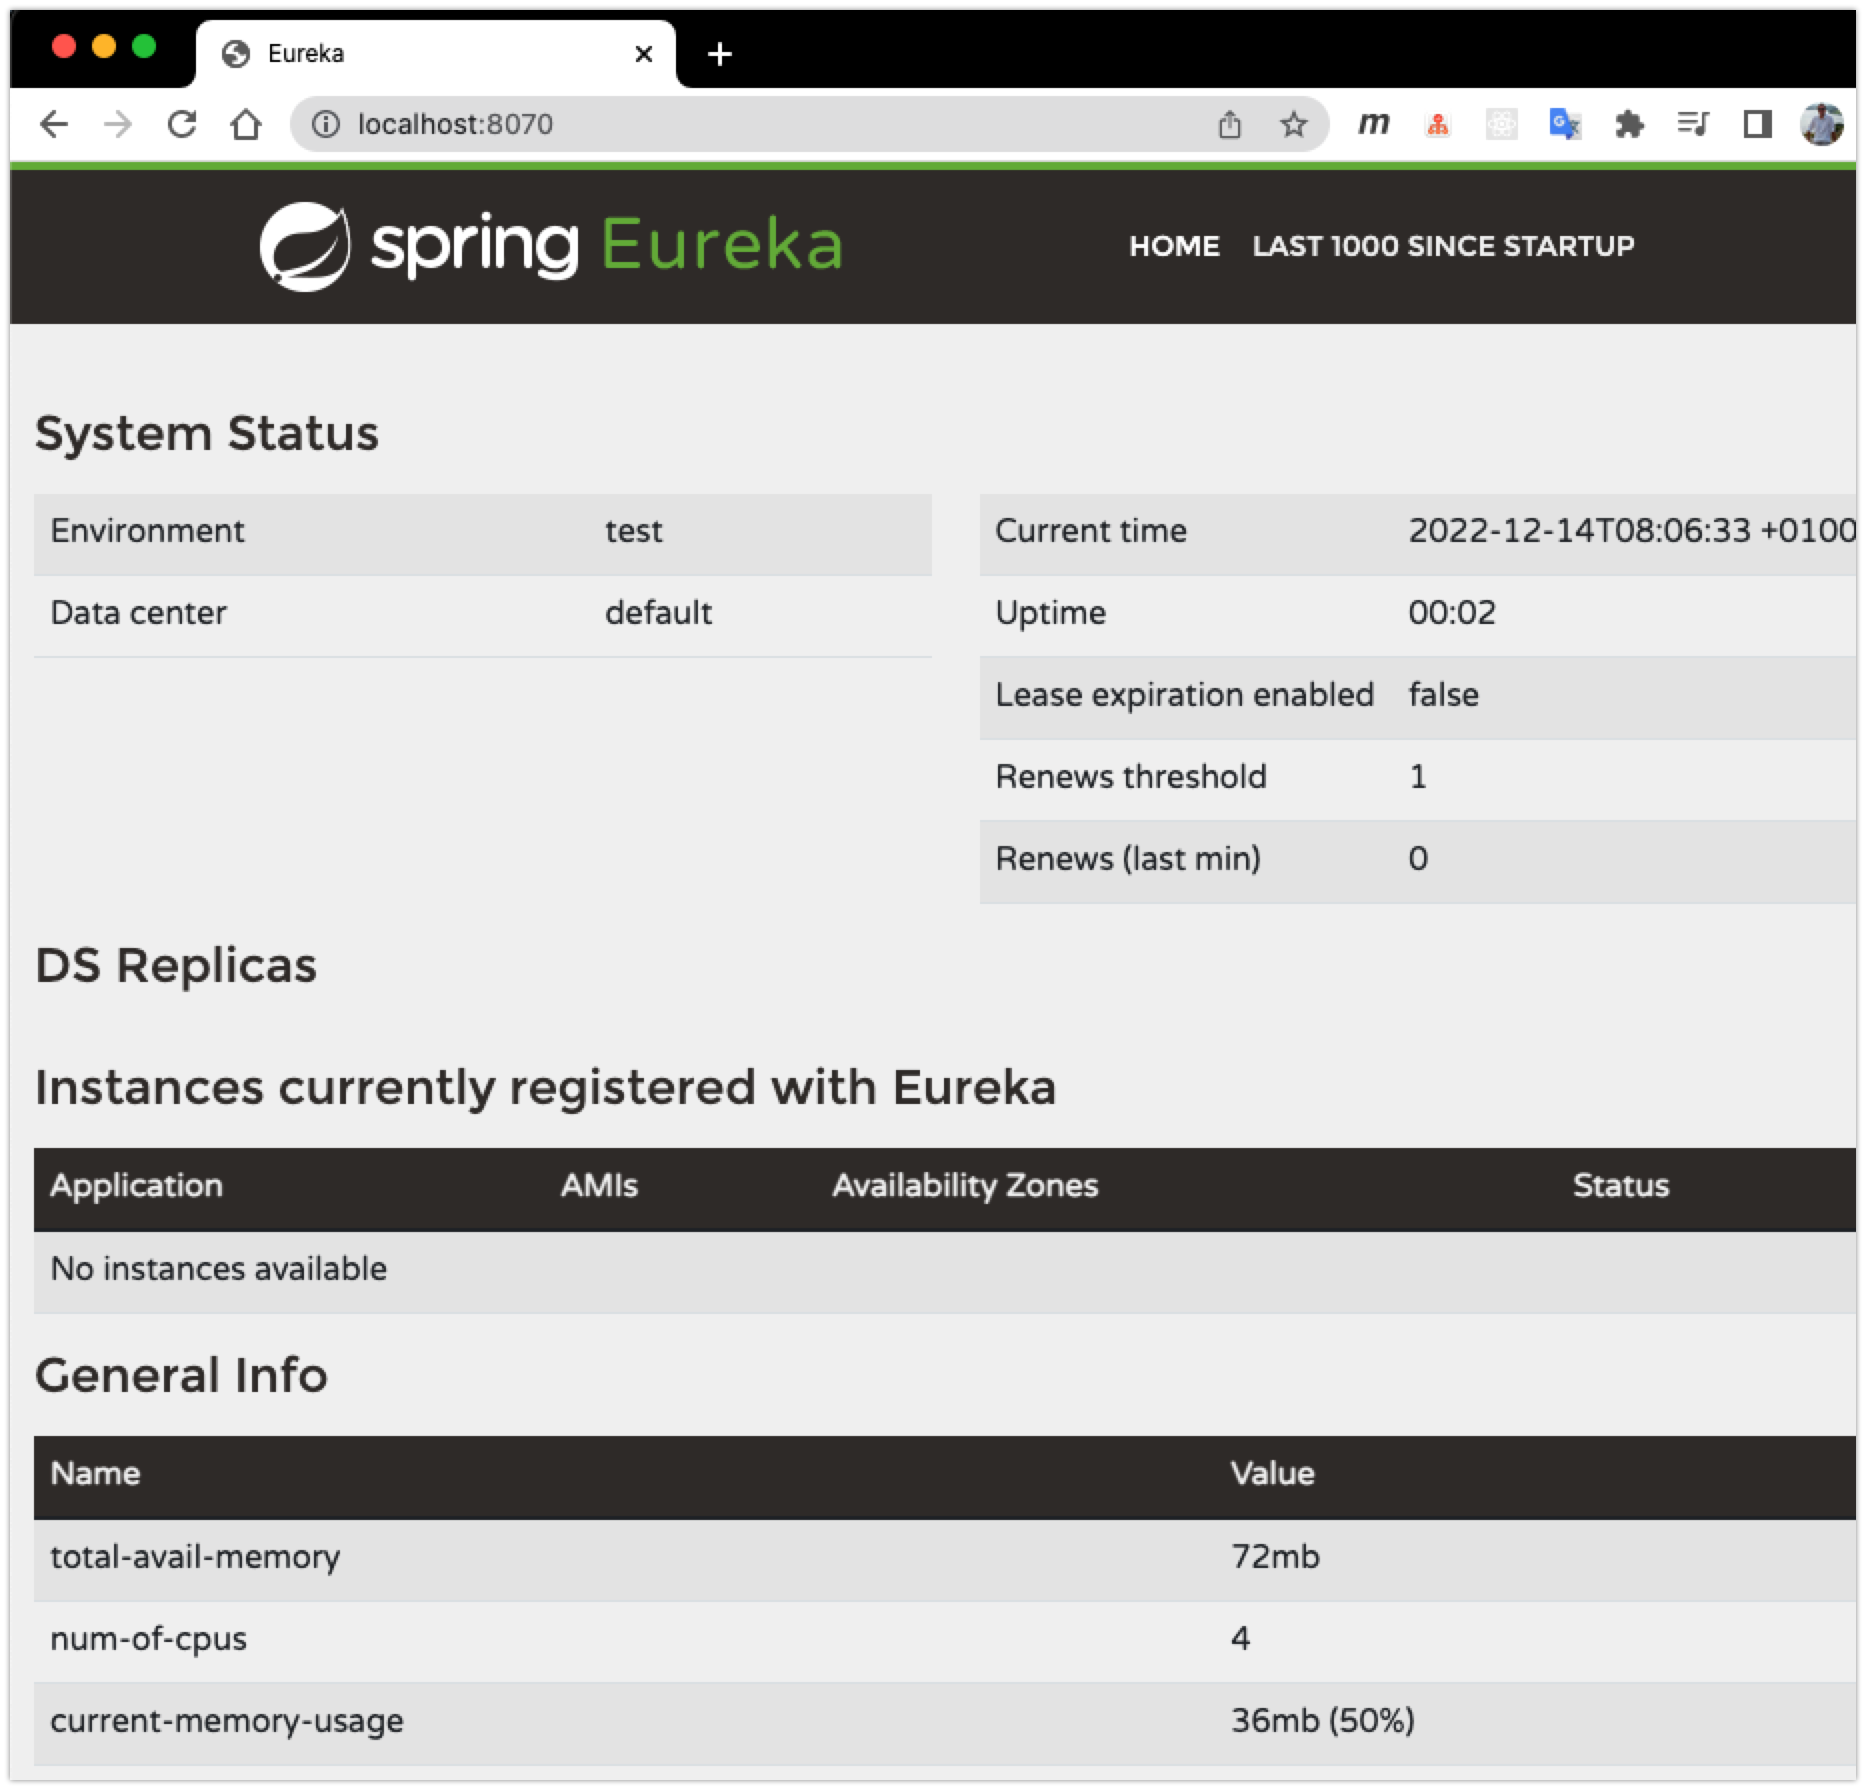 Eureka
localhost:8070
m
spring Eureka
HOME LAST 1000 SINCE STARTUP
System Status
Environment test
Data center default
Current time 2022-12-14T08:06:33 +0100
Uptime 00:02
Lease expiration enabled false
Renews threshold 1
Renews (last min) 0
DS Replicas
Instances currently registered with Eureka
Application AMIs Availability Zones Status
No instances available
General Info
Name Value
total-avail-memory 72mb
num-of-cpus 4
current-memory-usage 36mb (50%)